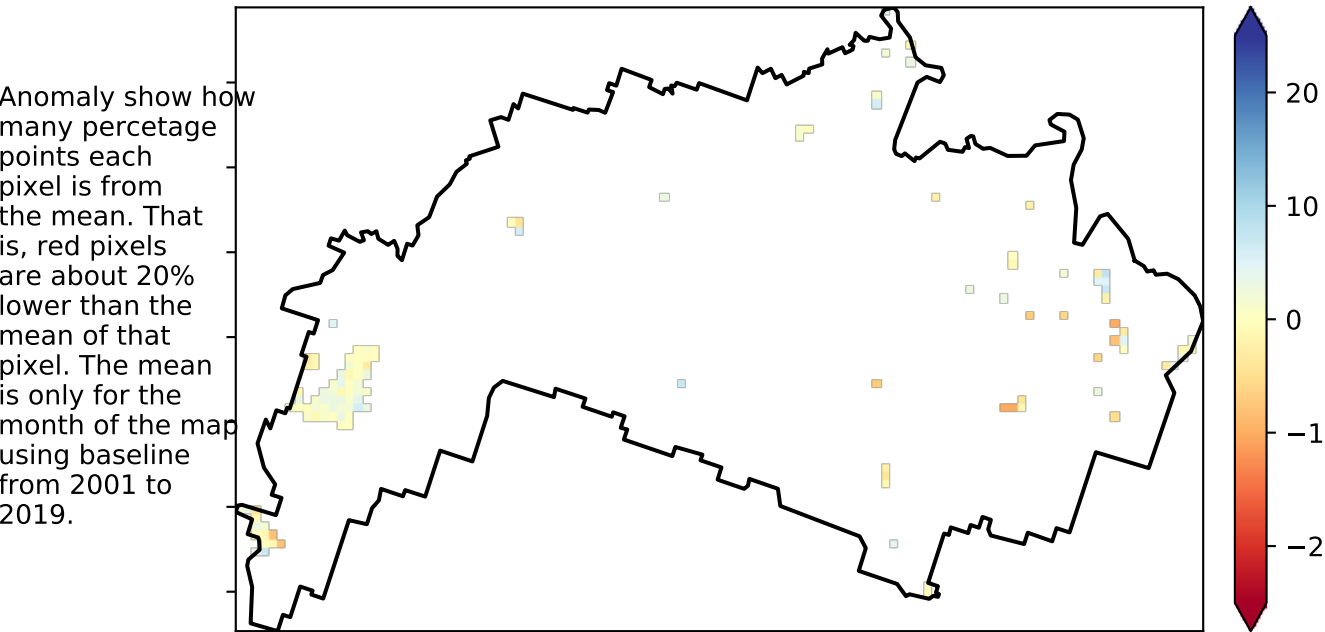 Anomaly show how
many percetage
points each
pixel is from
the mean. That
is, red pixels
are about 20%
lower than the
mean of that
pixel. The mean
is only for the
month of the map
using baseline
from 2001 to
2019.
20
10
0
−1
−2